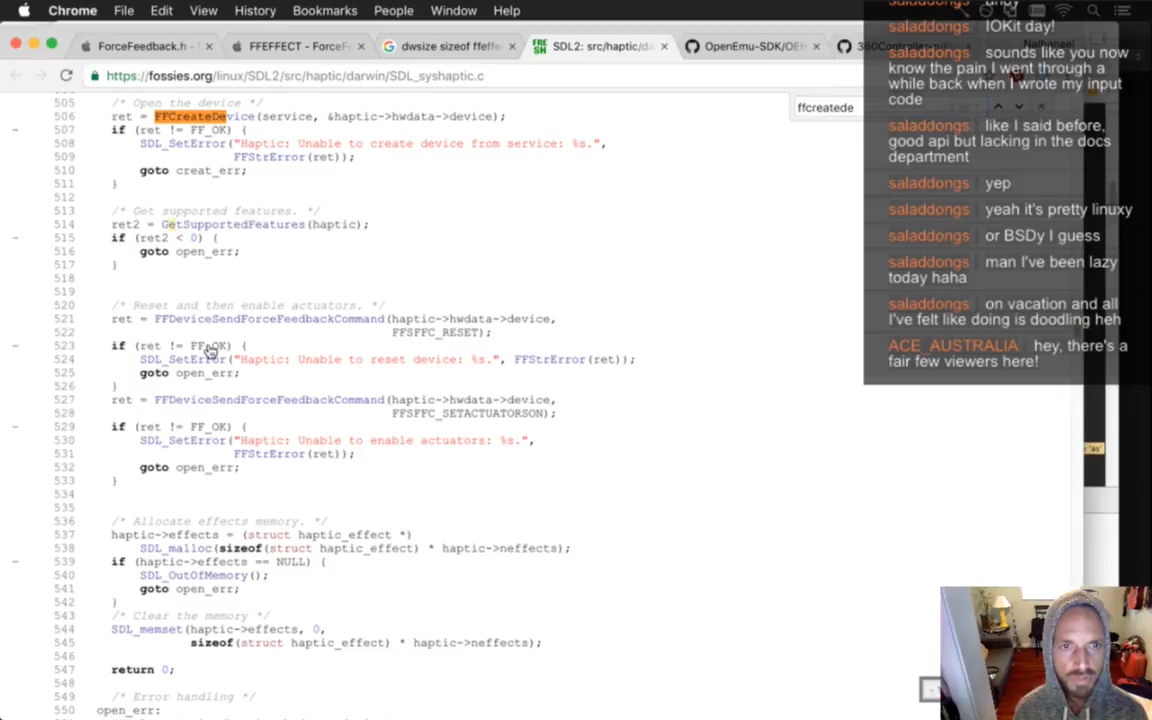 Chrome File Edit View History Bookmarks People Window Help
ForceFeedback.h - FFEFFECT - ForceF dwsize sizeof ffeffe SDL2: src/haptic/da OpenEmu-SDK/OEH
https://fossies.org/linux/SDL2/src/haptic/darwin/SDL_syshaptic.c
ffcreatede
505 /* Open the device */
506 ret = FFCreateDevice(service, &haptic->hwdata->device);
507 if (ret != FF_OK) {
508 SDL_SetError("Haptic: Unable to create device from service: %s.",
509 FFStrError(ret));
510 goto creat_err;
511 }
512
513 /* Get supported features. */
514 ret2 = GetSupportedFeatures(haptic);
515 if (ret2 < 0) {
516 goto open_err;
517 }
518
519
520 /* Reset and then enable actuators. */
521 ret = FFDeviceSendForceFeedbackCommand(haptic->hwdata->device,
522 FFSFFC_RESET);
523 if (ret != FF_OK) {
524 SDL_SetError("Haptic: Unable to reset device: %s.", FFStrError(ret));
525 goto open_err;
526 }
527 ret = FFDeviceSendForceFeedbackCommand(haptic->hwdata->device,
528 FFSFFC_SETACTUATORSON);
529 if (ret != FF_OK) {
530 SDL_SetError("Haptic: Unable to enable actuators: %s.",
531 FFStrError(ret));
532 goto open_err;
533 }
534
535
536 /* Allocate effects memory. */
537 haptic->effects = (struct haptic_effect *)
538 SDL_malloc(sizeof(struct haptic_effect) * haptic->neffects);
539 if (haptic->effects == NULL) {
540 SDL_OutOfMemory();
541 goto open_err;
542 }
543 /* Clear the memory */
544 SDL_memset(haptic->effects, 0,
545 sizeof(struct haptic_effect) * haptic->neffects);
546
547 return 0;
548
549 /* Error handling */
550 open_err:
saladdongs ahoy
saladdongs IOKit day!
saladdongs sounds like you now
know the pain I went through a
while back when I wrote my input
code
saladdongs like I said before,
good api but lacking in the docs
department
saladdongs yep
saladdongs yeah it's pretty linuxy
saladdongs or BSDy I guess
saladdongs man I've been lazy
today haha
saladdongs on vacation and all
I've felt like doing is doodling heh
ACE_AUSTRALIA hey, there's a
fair few viewers here!